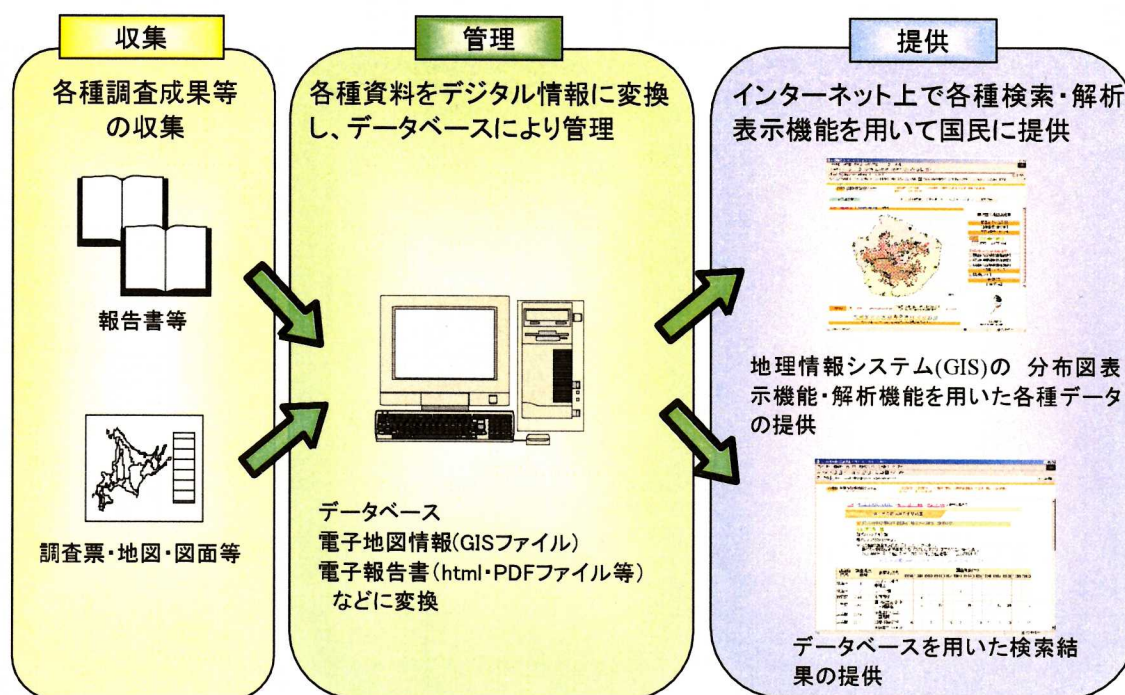 収集
各種調査成果等
の収集
報告書等
調査票・地図・図面等
管理
各種資料をデジタル情報に変換
し、データベースにより管理
データベース
電子地図情報(GISファイル)
電子報告書(html・PDFファイル等)
などに変換
提供
インターネット上で各種検索・解析
表示機能を用いて国民に提供
地理情報システム(GIS)の 分布図表
示機能・解析機能を用いた各種データ
の提供
データベースを用いた検索結
果の提供